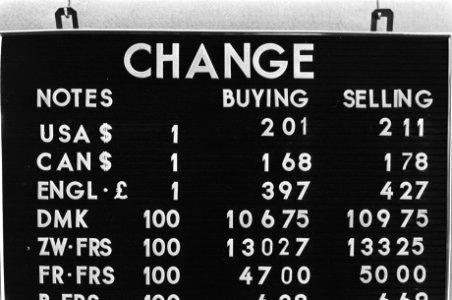 CHANGE
NOTES BUYING SELLING
USA $ 1 2 01 2 11
CAN $ 1 1 68 1 78
ENGL·£ 1 3 97 4 27
DMK 100 106 75 109 75
ZW·FRS 100 130 27 133 25
FR·FRS 100 47 00 50 00